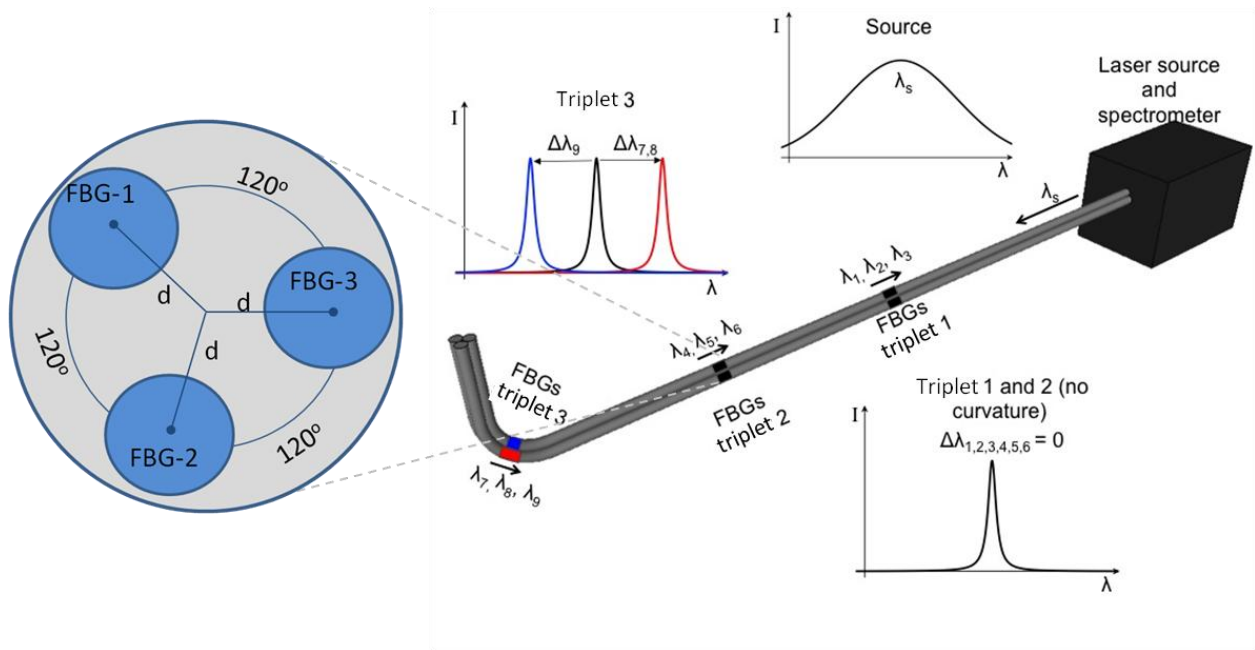 FBG-1
120°
FBG-3
d
d
d
120°
FBG-2
120°
I
Triplet 3
Δλ9
Δλ7,8
λ
I
Source
λs
λ
Laser source
and
spectrometer
λs
λ1, λ2, λ3
FBGs
triplet 1
λ4, λ5, λ6
FBGs
triplet 2
FBGs
triplet 3
λ7, λ8, λ9
Triplet 1 and 2 (no
curvature)
Δλ1,2,3,4,5,6 = 0
I
λ